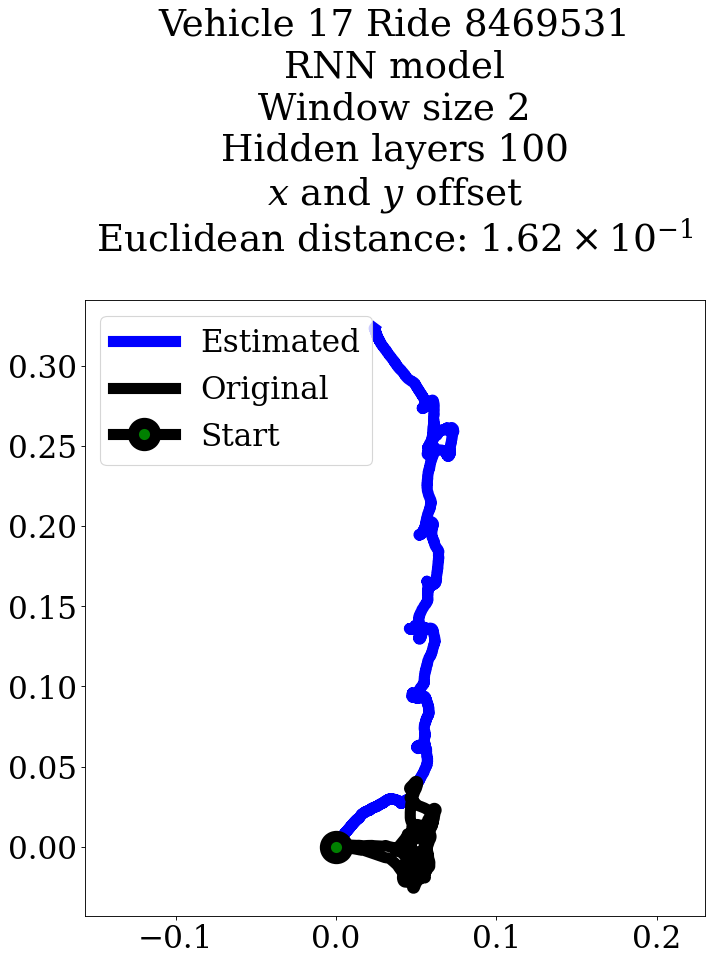 Vehicle 17 Ride 8469531
RNN model
Window size 2
Hidden layers 100
x and y offset
Euclidean distance: 1.62 × 10⁻¹
Estimated
Original
Start
0.30
0.25
0.20
0.15
0.10
0.05
0.00
−0.1 0.0 0.1 0.2